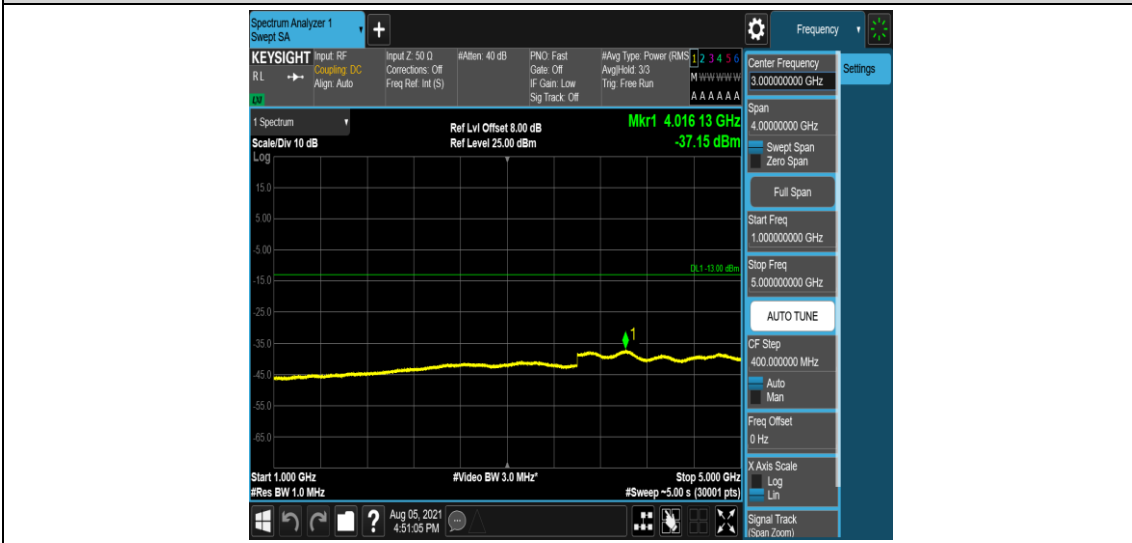 Spectrum Analyzer 1
Swept SA
+
Frequency
KEYSIGHT
RL
Input: RF
Coupling: DC
Align: Auto
Input Z: 50 Ω
Corrections: Off
Freq Ref: Int (S)
#Atten: 40 dB
PNO: Fast
Gate: Off
IF Gain: Low
Sig Track: Off
#Avg Type: Power (RMS
Avg|Hold: 3/3
Trig: Free Run
1 2 3 4 5 6
M W W W W W
A A A A A A
1 Spectrum
Scale/Div 10 dB
Log
Ref Lvl Offset 8.00 dB
Ref Level 25.00 dBm
Mkr1 4.016 13 GHz
-37.15 dBm
15.0
5.00
-5.00
-15.0
-25.0
-35.0
-45.0
-55.0
-65.0
DL1 -13.00 dBm
1
Start 1.000 GHz
#Res BW 1.0 MHz
#Video BW 3.0 MHz*
Stop 5.000 GHz
#Sweep ~5.00 s (30001 pts)
?
Aug 05, 2021
4:51:05 PM
Center Frequency
3.000000000 GHz
Settings
Span
4.00000000 GHz
Swept Span
Zero Span
Full Span
Start Freq
1.000000000 GHz
Stop Freq
5.000000000 GHz
AUTO TUNE
CF Step
400.000000 MHz
Auto
Man
Freq Offset
0 Hz
X Axis Scale
Log
Lin
Signal Track
(Span Zoom)